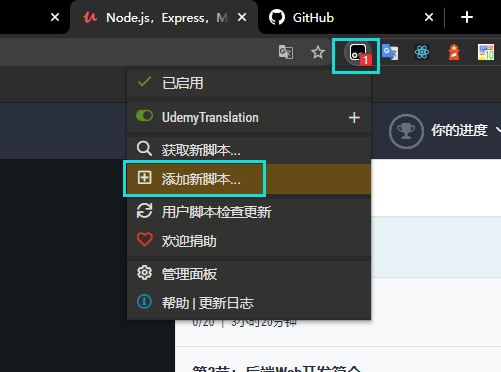 Node.js, Express, M
GitHub
1
已启用
UdemyTranslation
获取新脚本...
添加新脚本...
用户脚本检查更新
欢迎捐助
管理面板
帮助 | 更新日志
你的进度
0/20 | 3小时20分钟
第2节：后端Web开发简介